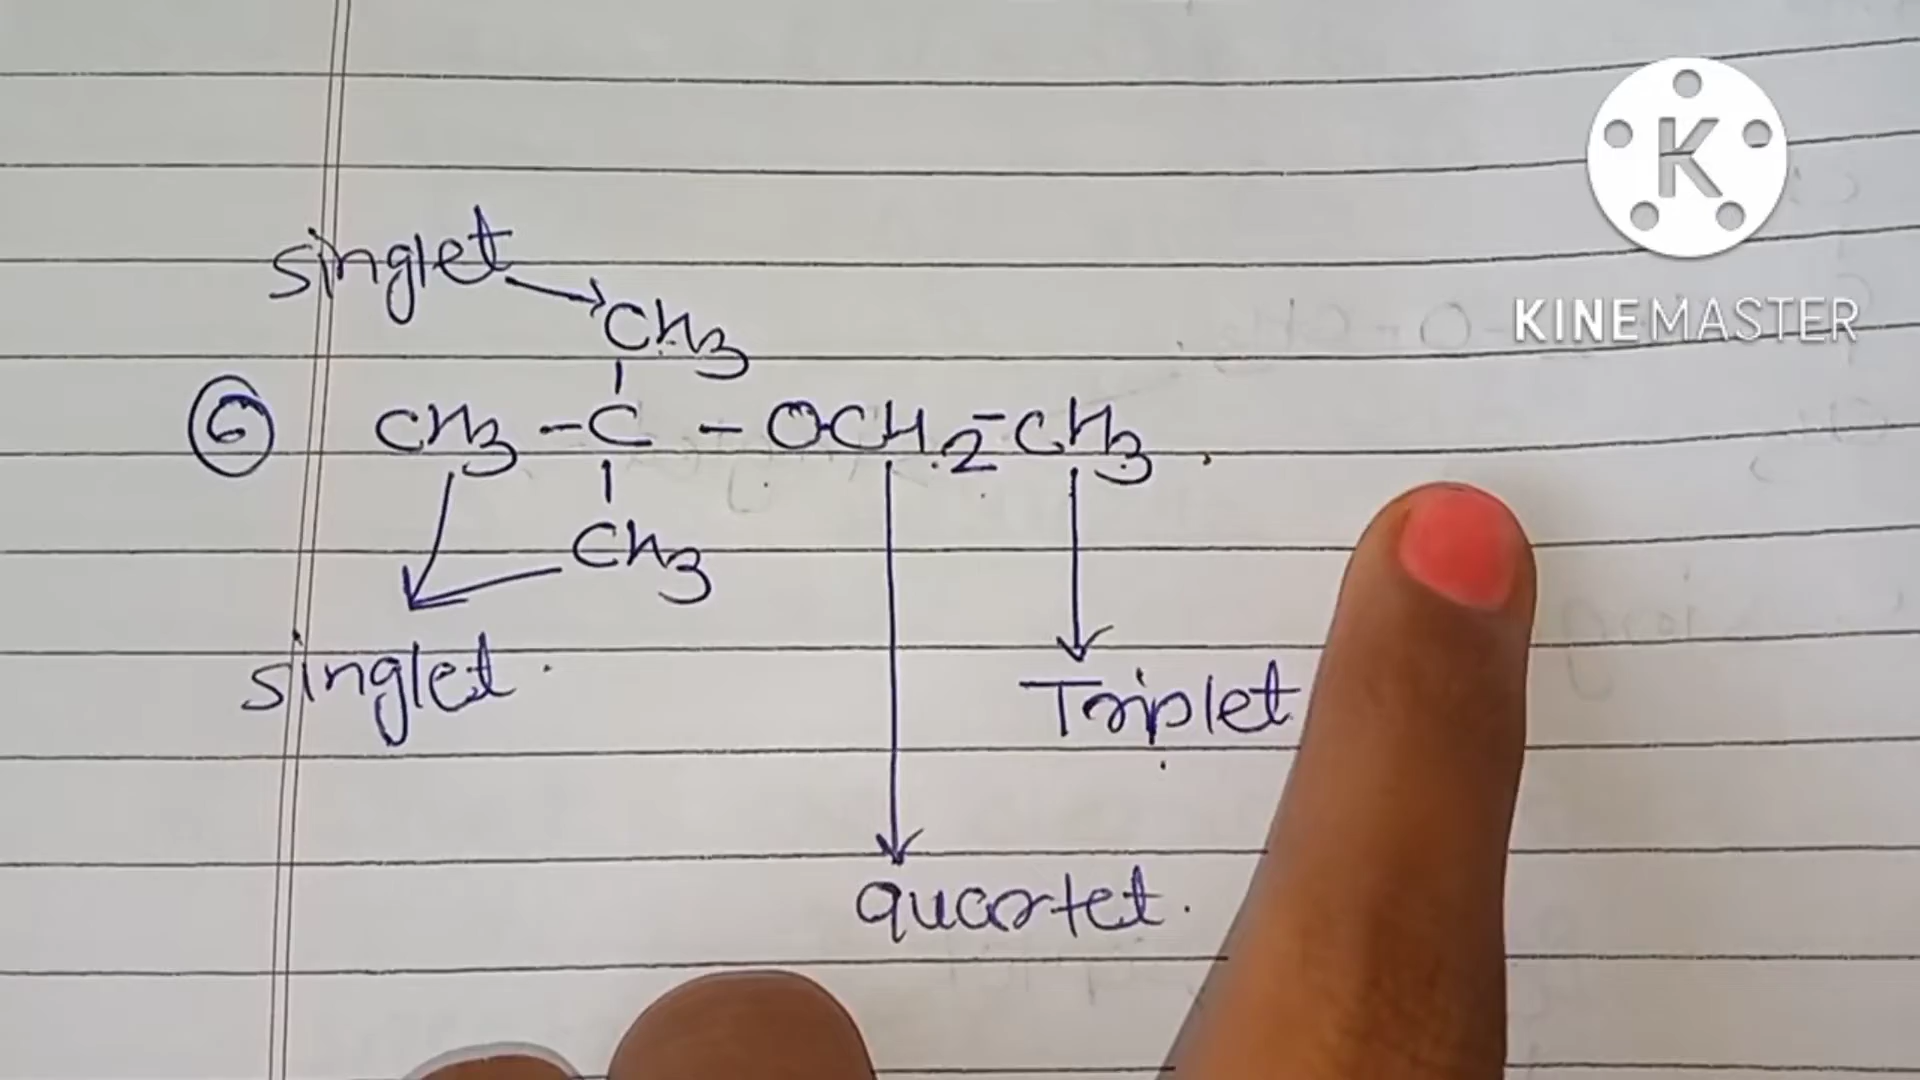 singlet
CH3
⑥ CH3 - C - OCH2 - CH3
CH3
singlet
Triplet
quartet.
K
KINEMASTER